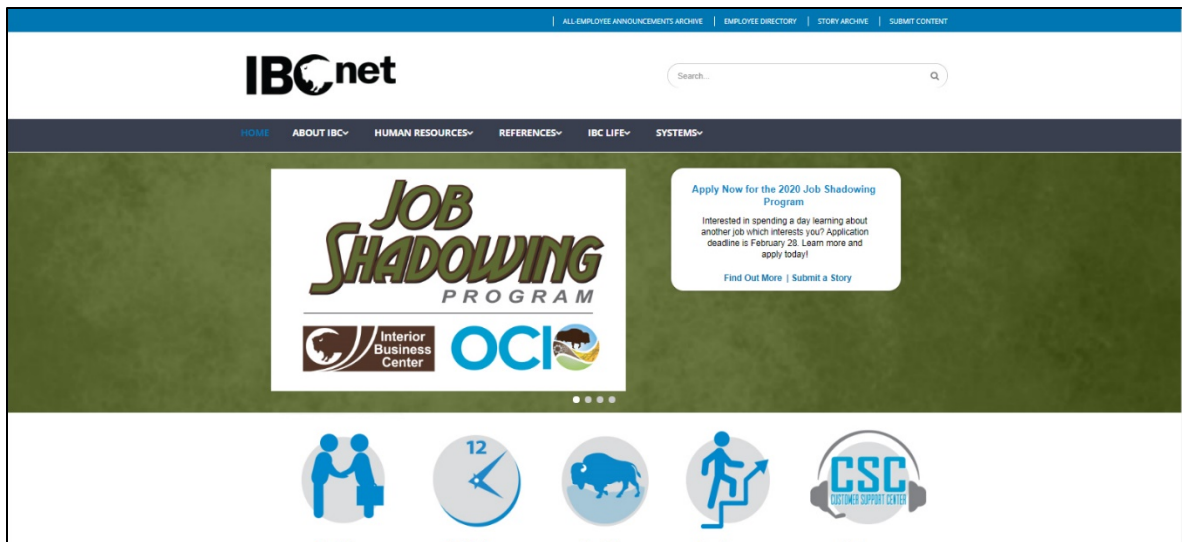 ALL-EMPLOYEE ANNOUNCEMENTS ARCHIVE | EMPLOYEE DIRECTORY | STORY ARCHIVE | SUBMIT CONTENT
IBCnet
Search...
HOME ABOUT IBC HUMAN RESOURCES REFERENCES IBC LIFE SYSTEMS
JOB
SHADOWING
PROGRAM
Interior
Business
Center
OCIO
Apply Now for the 2020 Job Shadowing
Program
Interested in spending a day learning about
another job which interests you? Application
deadline is February 28. Learn more and
apply today!
Find Out More | Submit a Story
12
CSC
CUSTOMER SUPPORT CENTER